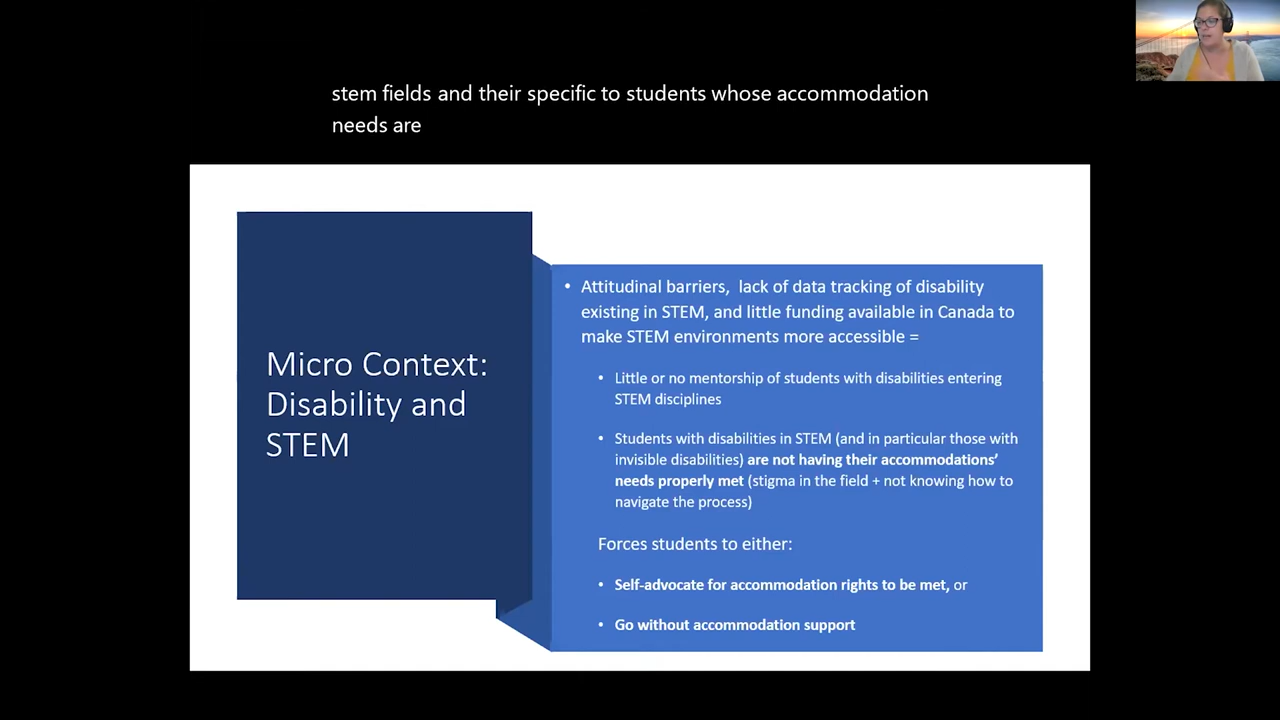 stem fields and their specific to students whose accommodation
needs are
Micro Context:
Disability and
STEM
• Attitudinal barriers, lack of data tracking of disability
existing in STEM, and little funding available in Canada to
make STEM environments more accessible =
• Little or no mentorship of students with disabilities entering
STEM disciplines
• Students with disabilities in STEM (and in particular those with
invisible disabilities) are not having their accommodations’
needs properly met (stigma in the field + not knowing how to
navigate the process)
Forces students to either:
• Self-advocate for accommodation rights to be met, or
• Go without accommodation support